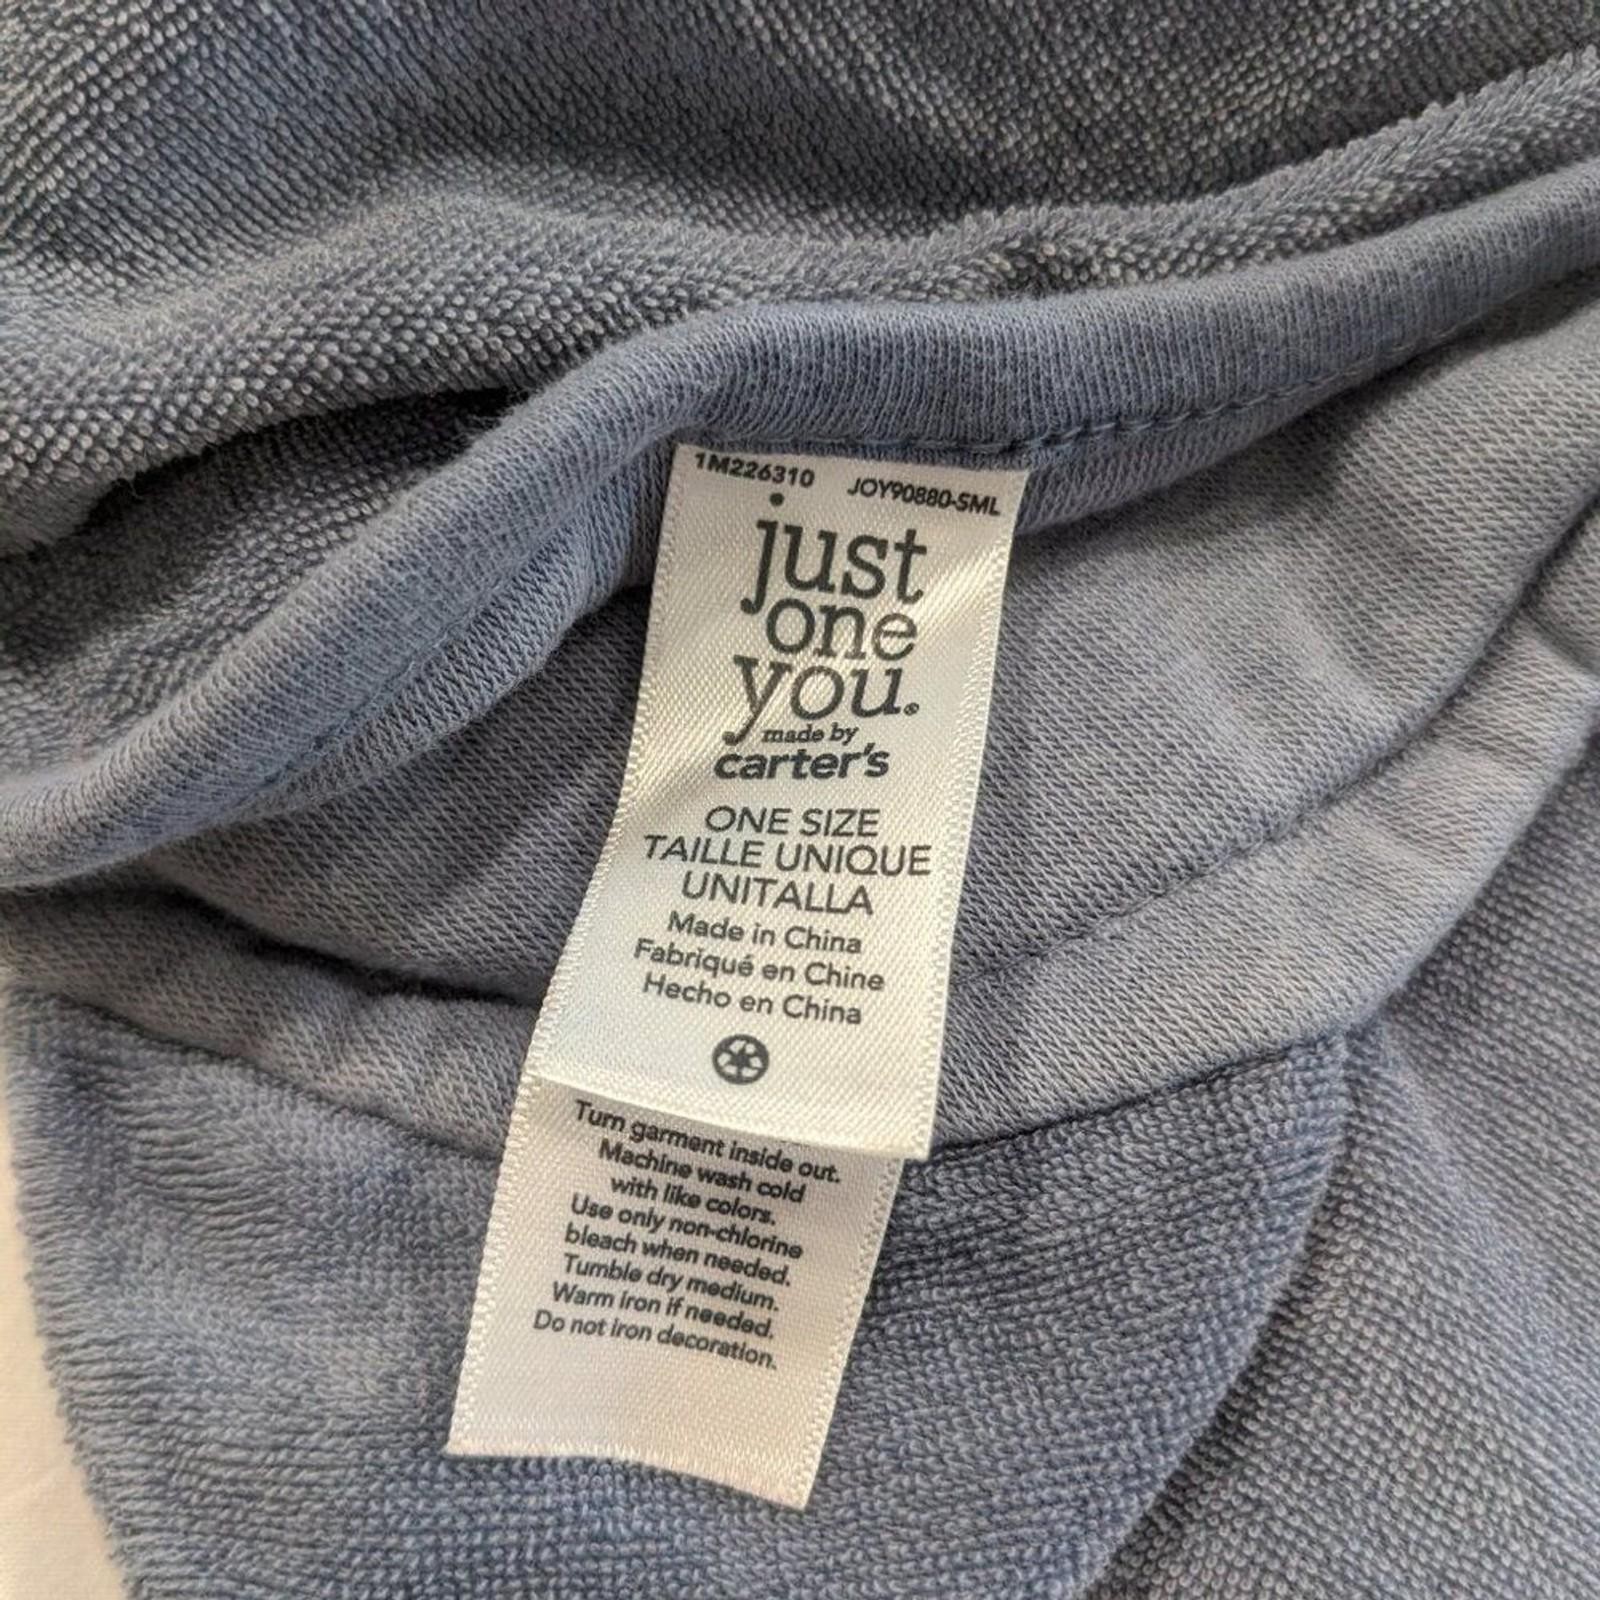 1M226310 JOY90880-SML
just
one
you.
made by
carter's
ONE SIZE
TAILLE UNIQUE
UNITALLA
Made in China
Fabriqué en Chine
Hecho en China
Turn garment inside out.
Machine wash cold
with like colors.
Use only non-chlorine
bleach when needed.
Tumble dry medium.
Warm iron if needed.
Do not iron decoration.